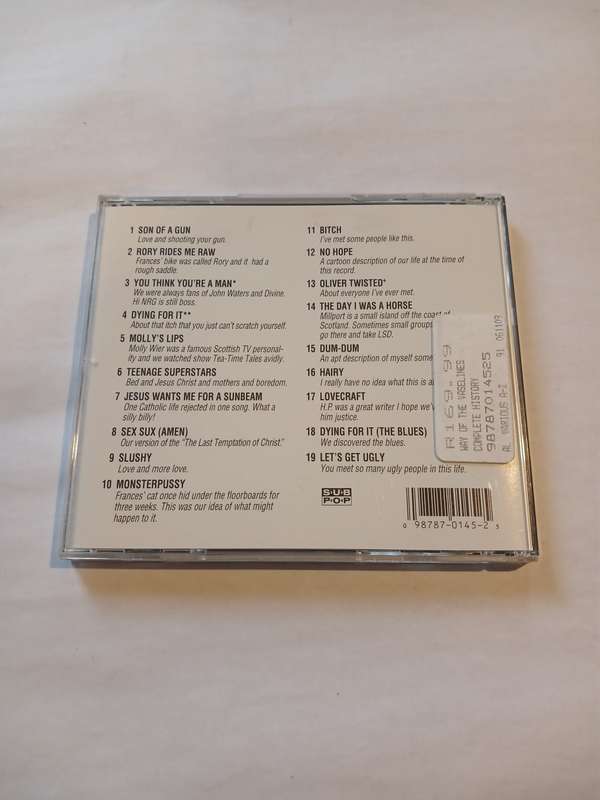 1 SON OF A GUN
Love and shooting your gun.
2 RORY RIDES ME RAW
Frances' bike was called Rory and it had a
rough saddle.
3 YOU THINK YOU'RE A MAN*
We were always fans of John Waters and Divine.
Hi NRG is still boss.
4 DYING FOR IT**
About that itch that you just can't scratch yourself.
5 MOLLY'S LIPS
Molly Wier was a famous Scottish TV personal-
ity and we watched show Tea-Time Tales avidly.
6 TEENAGE SUPERSTARS
Bed and Jesus Christ and mothers and boredom.
7 JESUS WANTS ME FOR A SUNBEAM
One Catholic life rejected in one song. What a
silly billy!
8 SEX SUX (AMEN)
Our version of the "The Last Temptation of Christ."
9 SLUSHY
Love and more love.
10 MONSTERPUSSY
Frances' cat once hid under the floorboards for
three weeks. This was our idea of what might
happen to it.
11 BITCH
I've met some people like this.
12 NO HOPE
A cartoon description of our life at the time of
this record.
13 OLIVER TWISTED*
About everyone I've ever met.
14 THE DAY I WAS A HORSE
Millport is a small island off the coast of
Scotland. Sometimes small groups
go there and take LSD.
15 DUM-DUM
An apt description of myself some
16 HAIRY
I really have no idea what this is
17 LOVECRAFT
H.P. was a great writer I hope we'
him justice.
18 DYING FOR IT (THE BLUES)
We discovered the blues.
19 LET'S GET UGLY
You meet so many ugly people in this life.
SUB
POP
0 98787-0145-2 5
R169.99
WAY OF THE VASELINES
COMPLETE HISTORY
98787014525
AL VARIOUS A-Z 91 061109